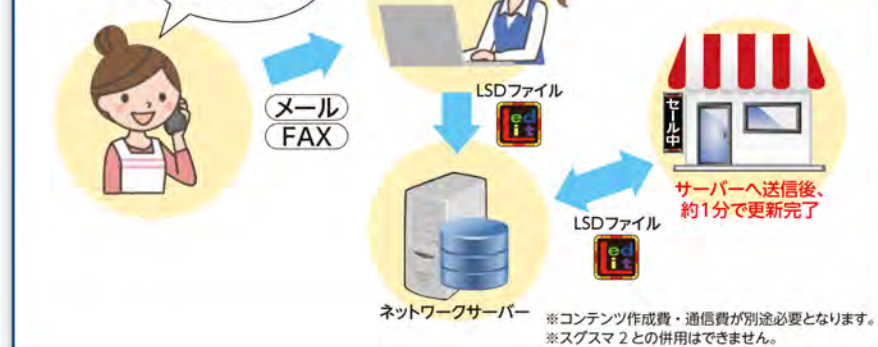 メール
FAX
LSDファイル
Led it
セール中
サーバーへ送信後、
約1分で更新完了
LSDファイル
Led it
ネットワークサーバー
※コンテンツ作成費・通信費が別途必要となります。
※スグスマ2との併用はできません。